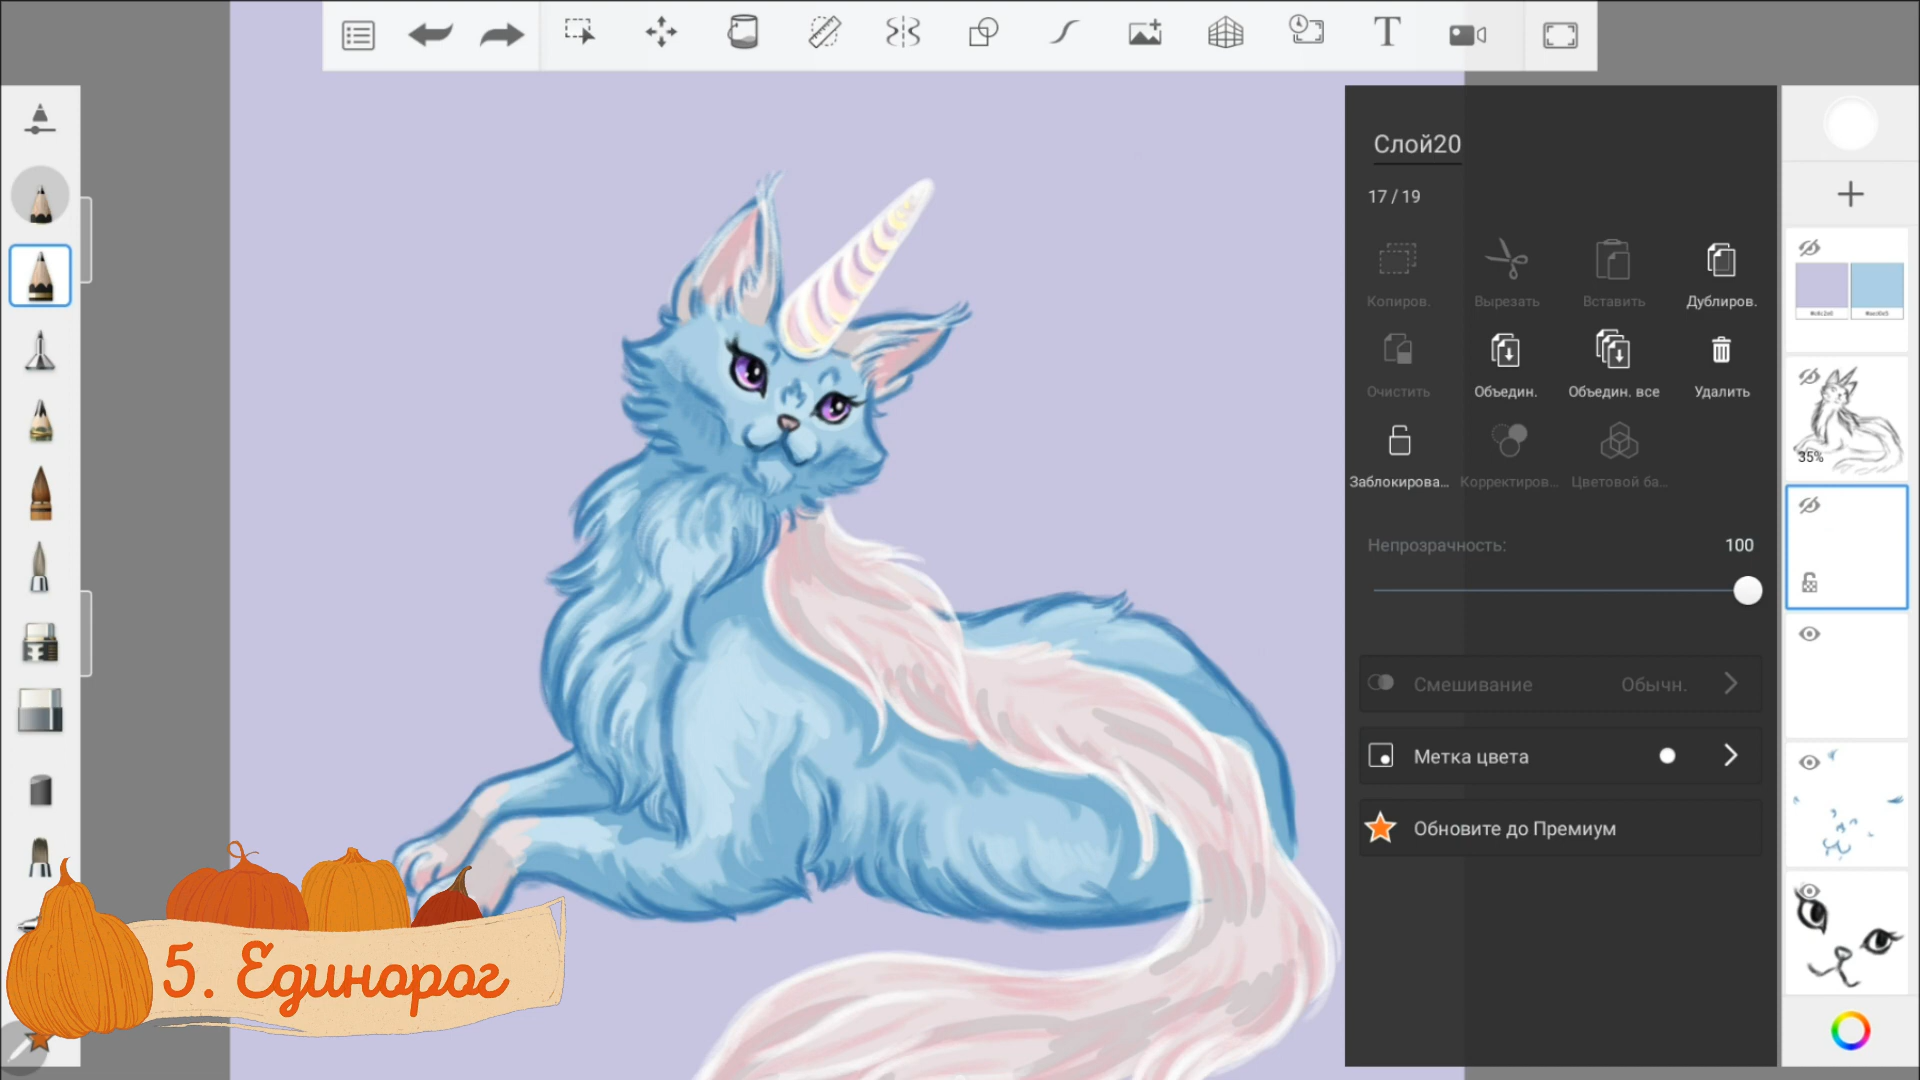 T
Слой20
17 / 19
Копиров.
Вырезать
Вставить
Дублиров.
Очистить
Объедин.
Объедин. все
Удалить
Заблокирова...
Корректиров...
Цветовой ба...
Непрозрачность:
100
Смешивание
Обычн.
Метка цвета
Обновите до Премиум
35%
5. Единорог